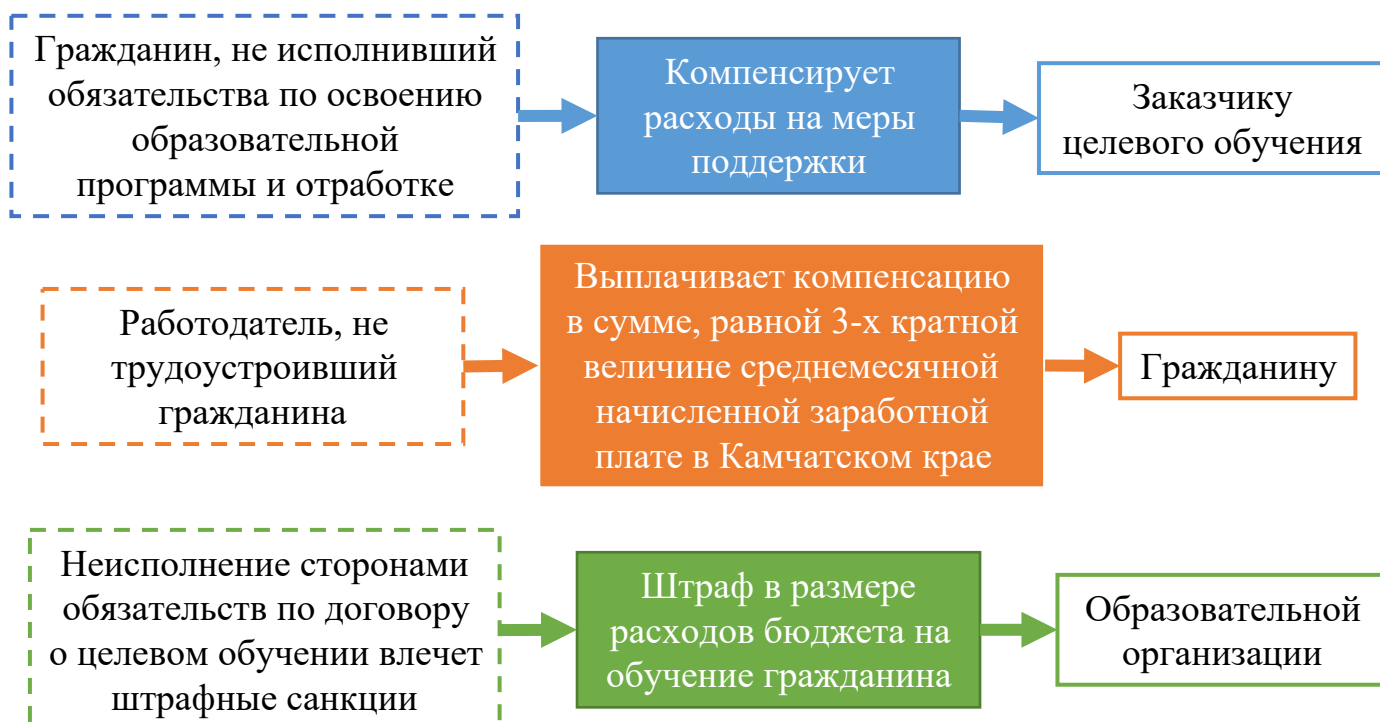 Гражданин, не исполнивший
обязательства по освоению
образовательной
программы и отработке
Компенсирует
расходы на меры
поддержки
Заказчику
целевого обучения
Работодатель, не
трудоустроивший
гражданина
Выплачивает компенсацию
в сумме, равной 3-х кратной
величине среднемесячной
начисленной заработной
плате в Камчатском крае
Гражданину
Неисполнение сторонами
обязательств по договору
о целевом обучении влечет
штрафные санкции
Штраф в размере
расходов бюджета на
обучение гражданина
Образовательной
организации